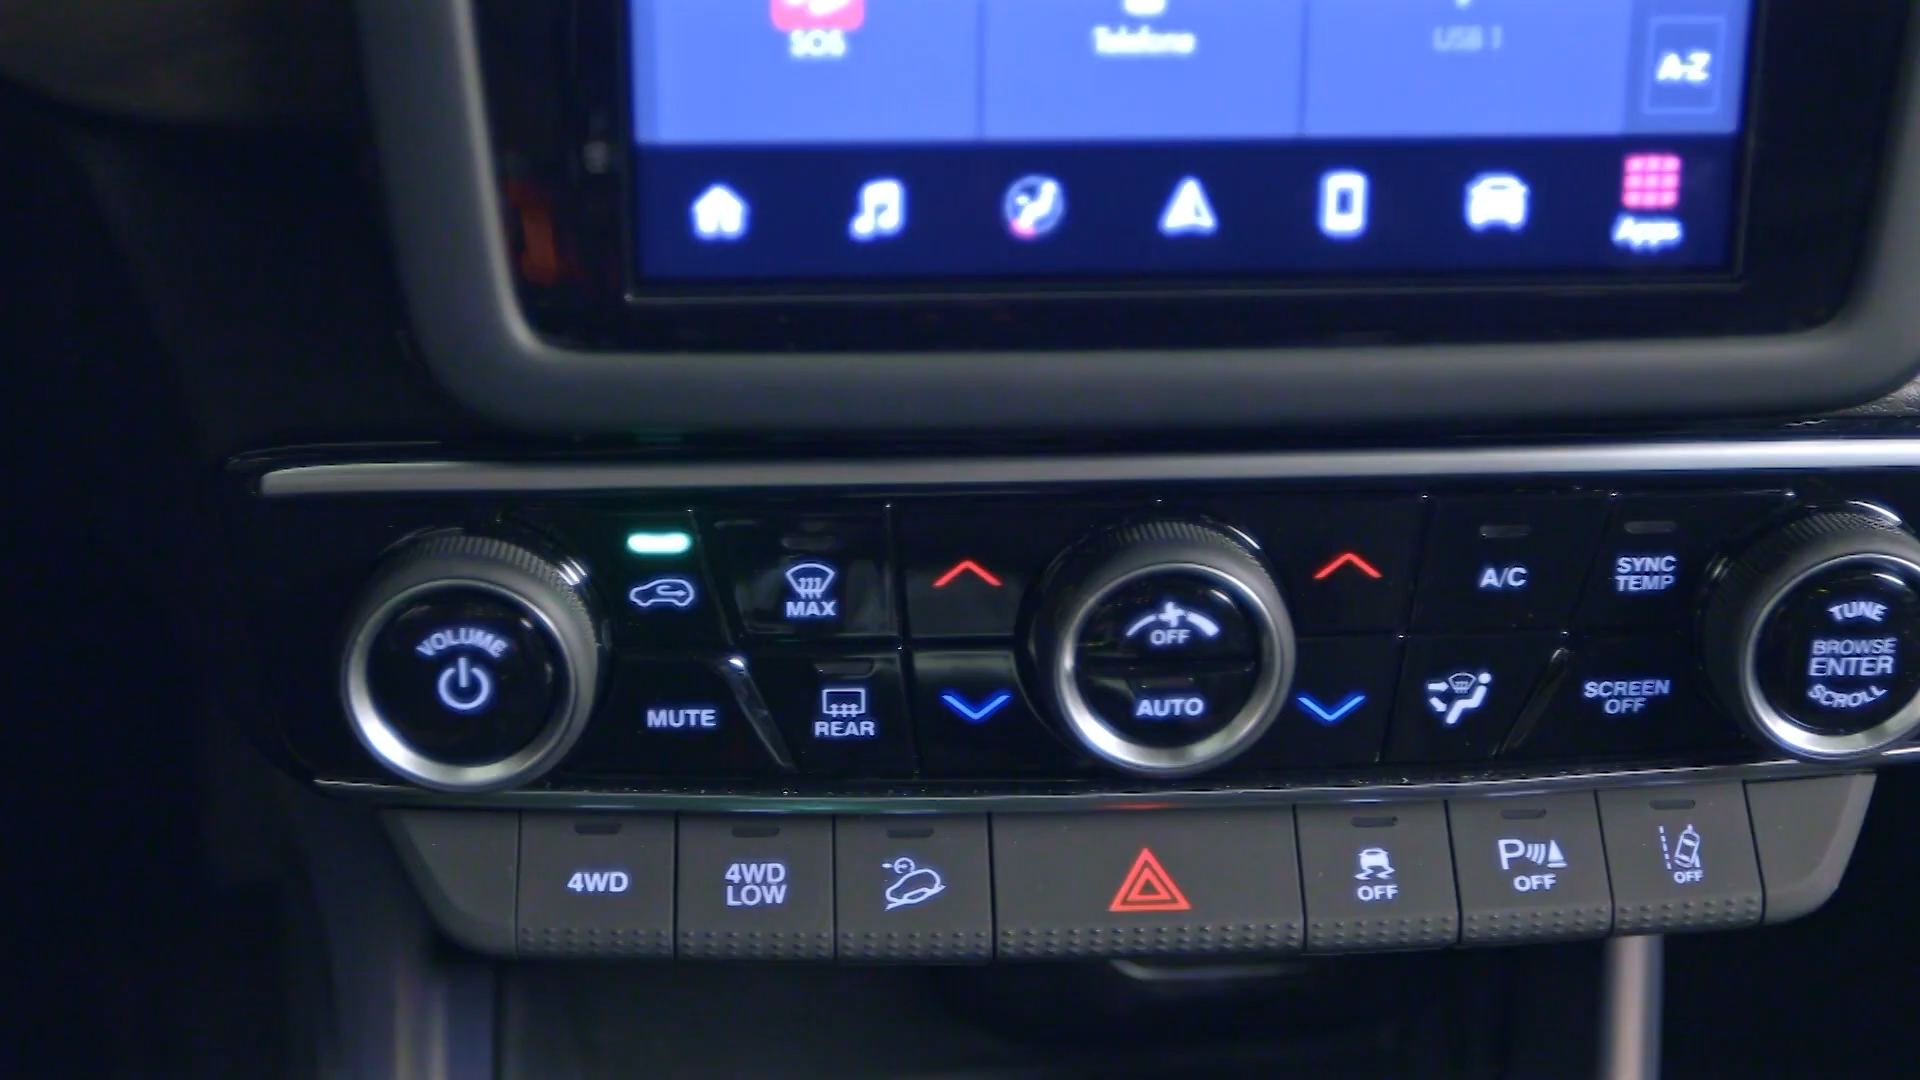 SOS
Telefone
USB 1
A-Z
Apps
VOLUME
MAX
MUTE
REAR
OFF
AUTO
A/C
SYNC
TEMP
SCREEN
OFF
TUNE
BROWSE
ENTER
SCROLL
4WD
4WD
LOW
OFF
P
OFF
OFF